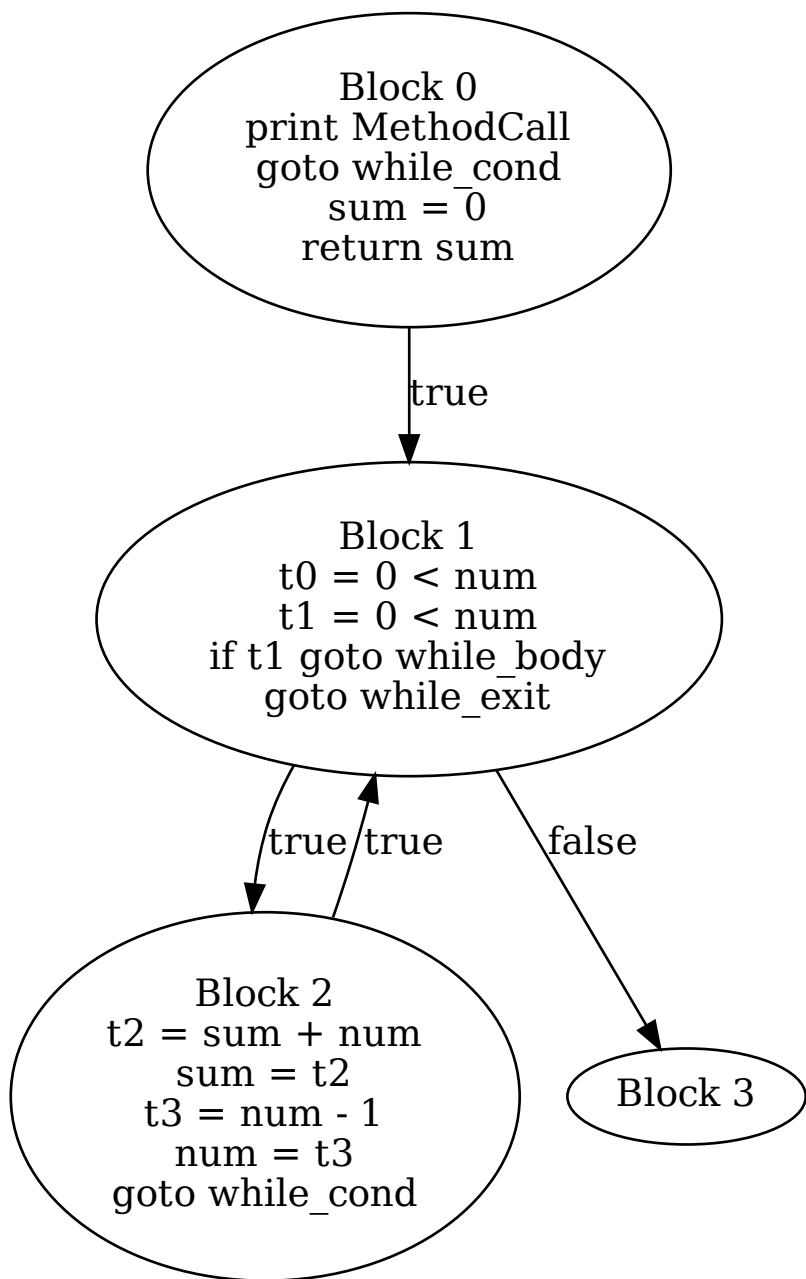 Block 0
print MethodCall
goto while_cond
sum = 0
return sum
true
Block 1
t0 = 0 < num
t1 = 0 < num
if t1 goto while_body
goto while_exit
true
true
false
Block 2
t2 = sum + num
sum = t2
t3 = num - 1
num = t3
goto while_cond
Block 3